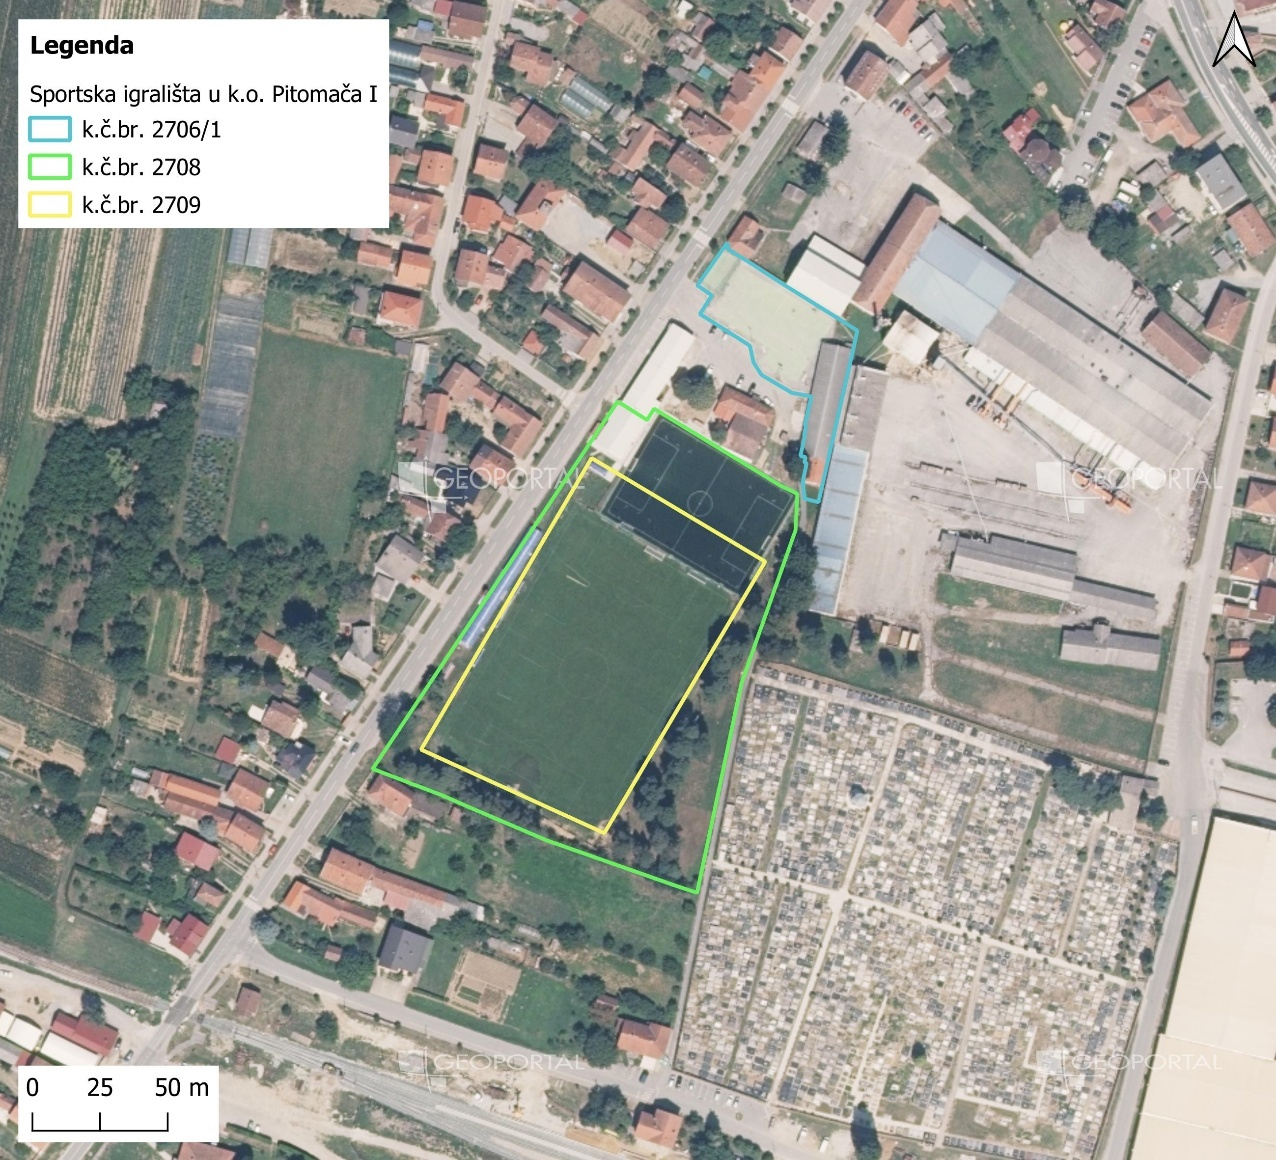 Legenda
Sportska igrališta u k.o. Pitomača I
k.č.br. 2706/1
k.č.br. 2708
k.č.br. 2709
GEOPORTAL
GEOPORTAL
GEOPORTAL
GEOPORTAL
0 25 50 m